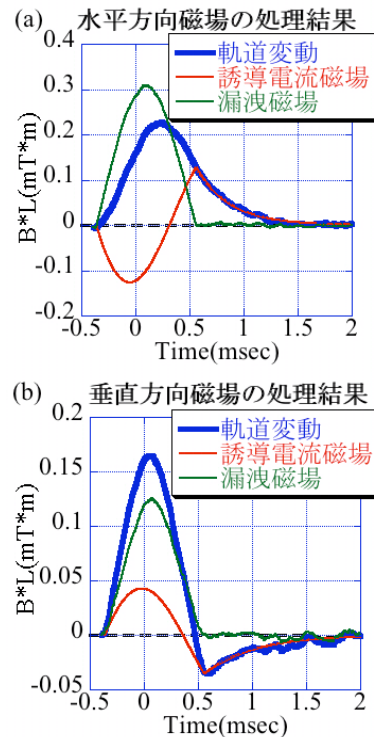 (a) 水平方向磁場の処理結果
0.4
軌道変動
誘導電流磁場
漏洩磁場
0.3
0.2
0.1
0
-0.1
-0.2
B*L(mT*m)
-0.5 0 0.5 1 1.5 2
Time(msec)
(b) 垂直方向磁場の処理結果
0.2
軌道変動
誘導電流磁場
漏洩磁場
0.15
0.1
0.05
0
-0.05
B*L(mT*m)
-0.5 0 0.5 1 1.5 2
Time(msec)